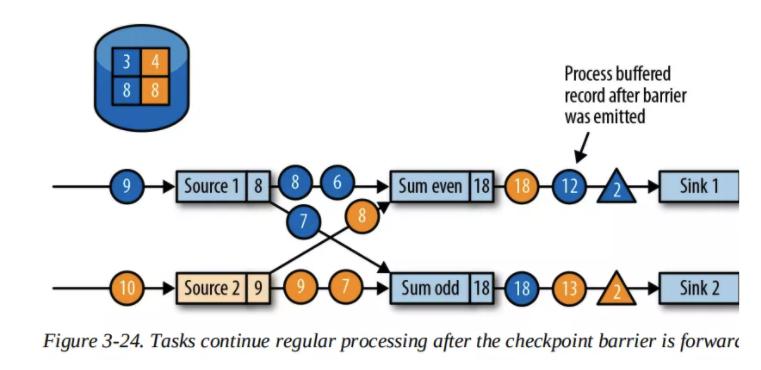 3 4
8 8
Process buffered
record after barrier
was emitted
9 Source 1 8 8 6 Sum even 18 18 12 2 Sink 1
7 8
10 Source 2 9 9 7 Sum odd 18 18 13 2 Sink 2
Figure 3-24. Tasks continue regular processing after the checkpoint barrier is forward